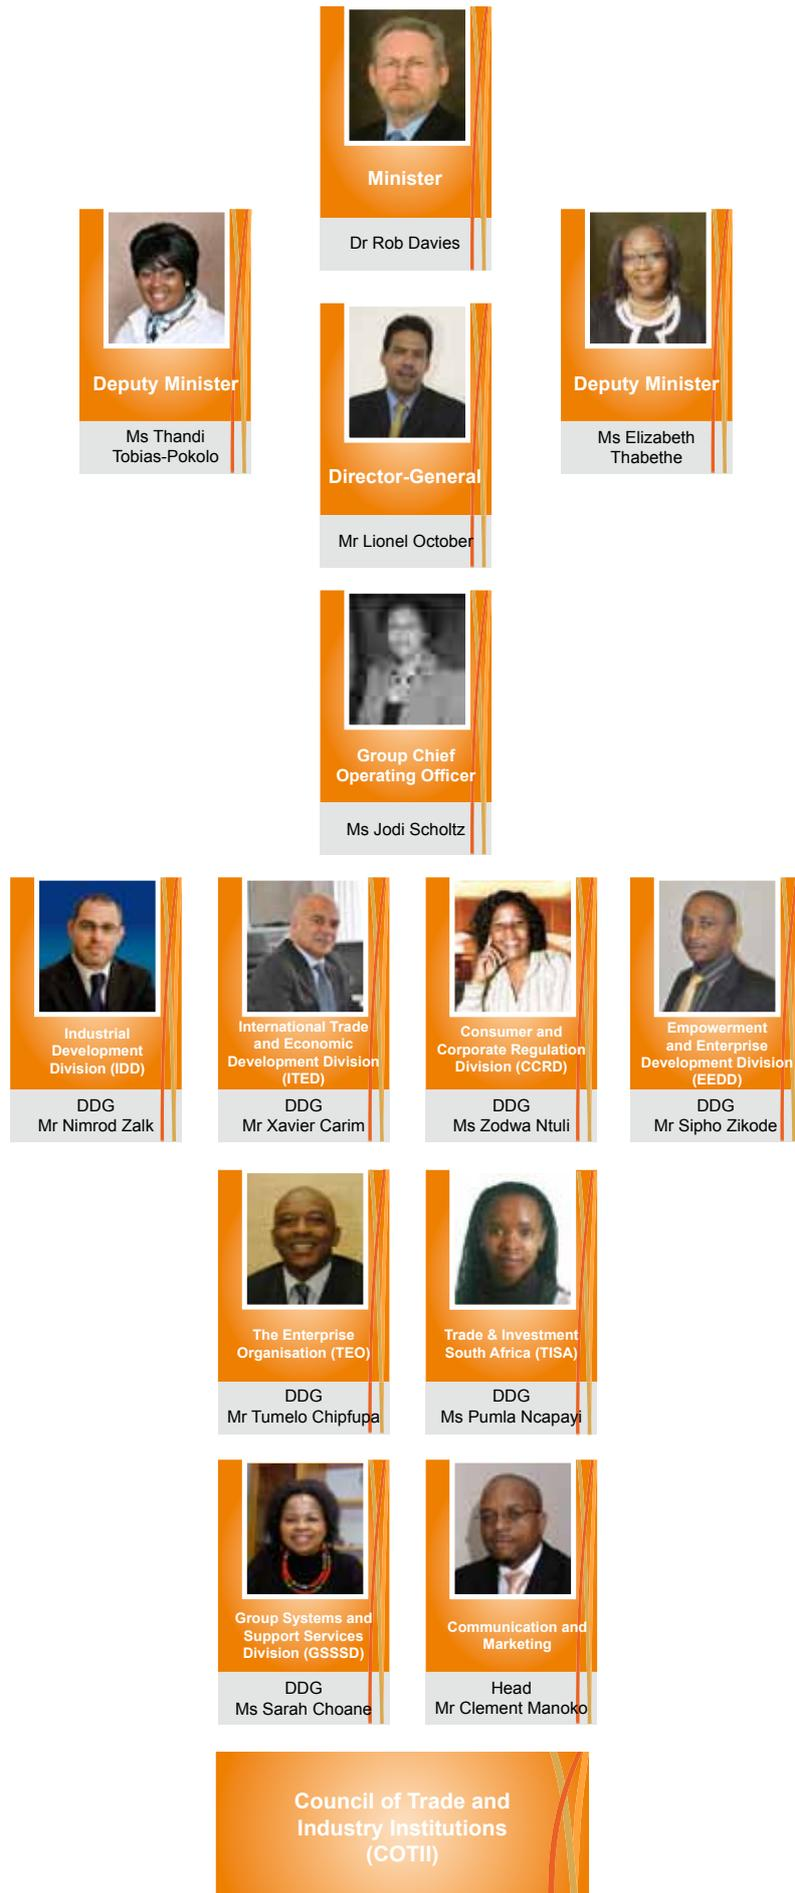 Minister
Dr Rob Davies
Deputy Minister
Ms Thandi
Tobias-Pokolo
Deputy Minister
Ms Elizabeth
Thabethe
Director-General
Mr Lionel October
Group Chief
Operating Officer
Ms Jodi Scholtz
Industrial
Development
Division (IDD)
DDG
Mr Nimrod Zalk
International Trade
and Economic
Development Division
(ITED)
DDG
Mr Xavier Carim
Consumer and
Corporate Regulation
Division (CCRD)
DDG
Ms Zodwa Ntuli
Empowerment
and Enterprise
Development Division
(EEDD)
DDG
Mr Sipho Zikode
The Enterprise
Organisation (TEO)
DDG
Mr Tumelo Chipfupa
Trade & Investment
South Africa (TISA)
DDG
Ms Pumla Ncapayi
Group Systems and
Support Services
Division (GSSSD)
DDG
Ms Sarah Choane
Communication and
Marketing
Head
Mr Clement Manoko
Council of Trade and
Industry Institutions
(COTII)